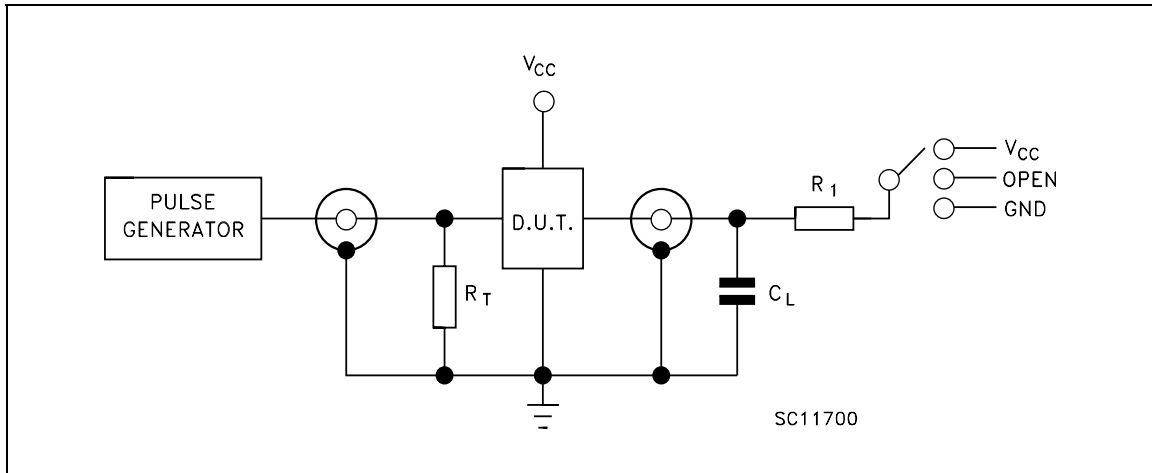 VCC
PULSE
GENERATOR
D.U.T.
RT
CL
R1
VCC
OPEN
GND
SC11700